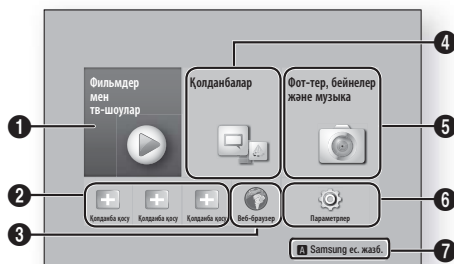 Фильмдер
мен
тв-шоулар
Қолданбалар
Фот-тер, бейнелер
және музыка
Қолданба қосу
Қолданба қосу
Қолданба қосу
Веб-браузер
Параметрлер
A Samsung ес. жазб.
1
2
3
4
5
6
7